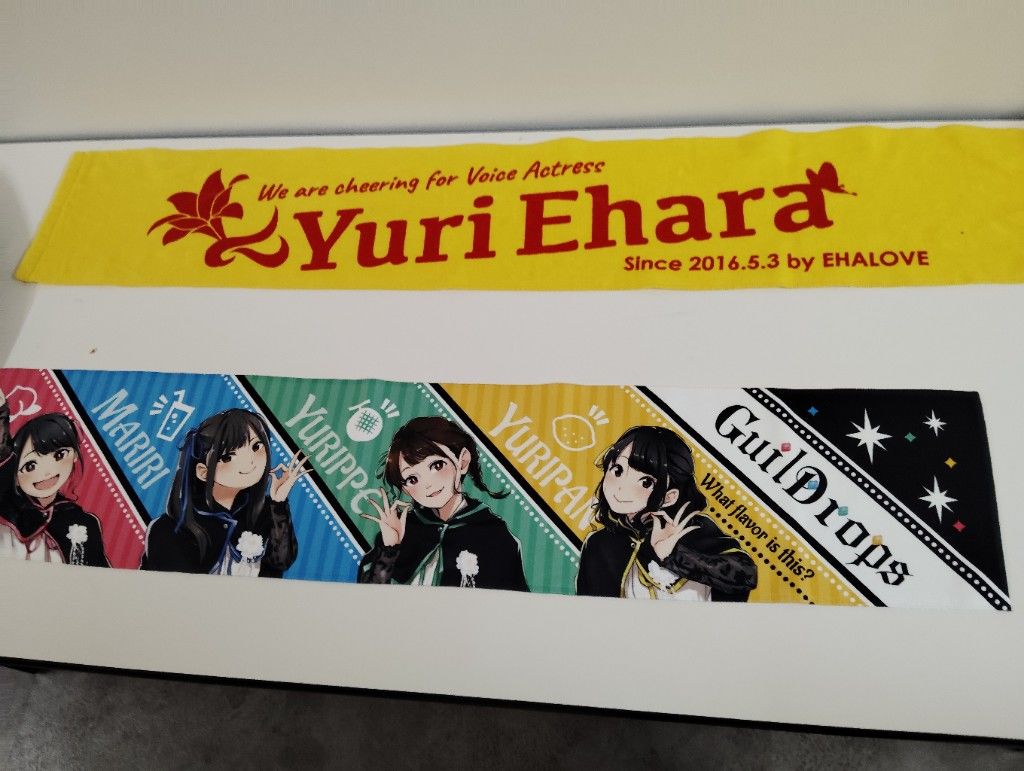 We are cheering for Voice Actress
Yuri Ehara
Since 2016.5.3 by EHALOVE
MARIRI
YURIPPE
YURIPAN
What flavor is this?
GuilDrops